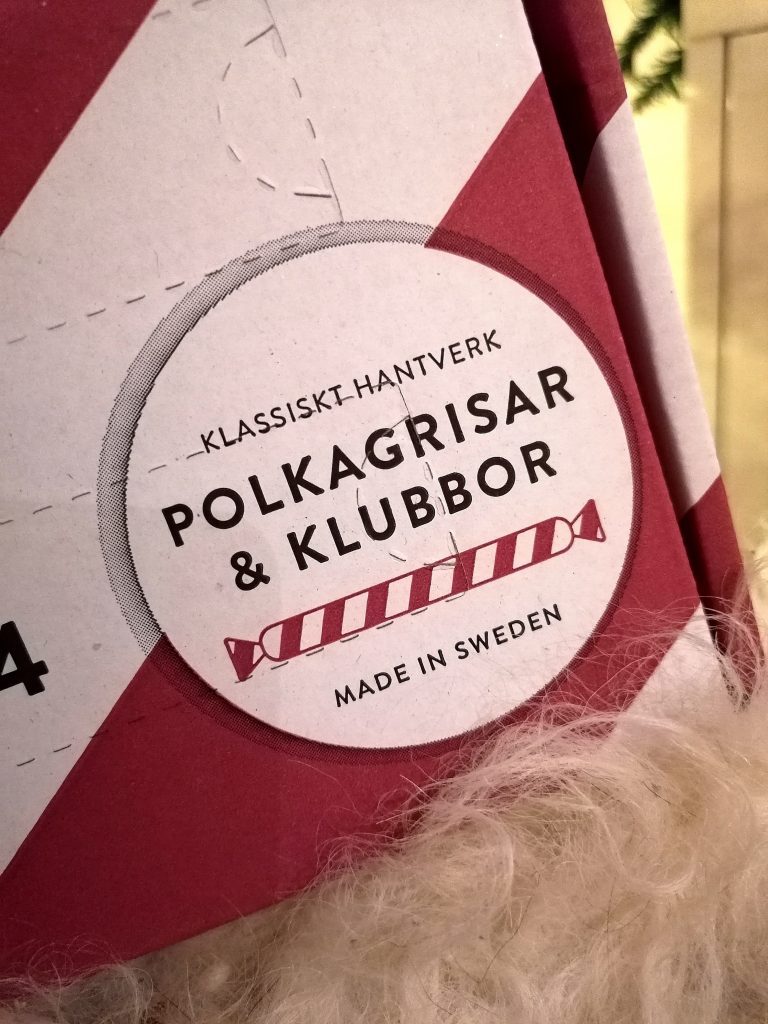 KLASSISKT HANTVERK
POLKAGRISAR
& KLUBBOR
MADE IN SWEDEN
4